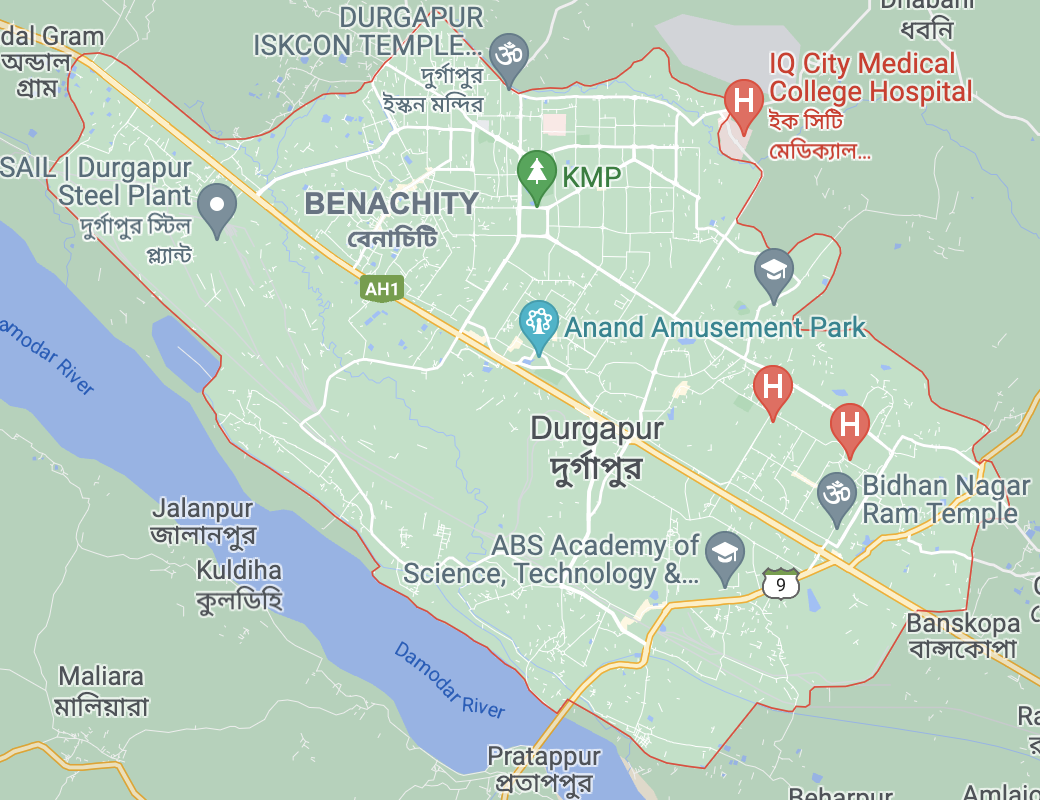 Dhabani
ধবনি
DURGAPUR
ISKCON TEMPLE...
দুর্গাপুর
ইস্কন মন্দির
dal Gram
অন্ডাল
গ্রাম
IQ City Medical
College Hospital
ইক সিটি
মেডিক্যাল...
SAIL | Durgapur
Steel Plant
দুর্গাপুর স্টিল
প্ল্যান্ট
KMP
BENACHITY
বেনাচিটি
AH1
Anand Amusement Park
amodar River
Durgapur
দুর্গাপুর
Bidhan Nagar
Ram Temple
Jalanpur
জালানপুর
ABS Academy of
Science, Technology &...
Kuldiha
কুলডিহি
9
Banskopa
বান্সকোপা
Damodar River
Maliara
মালিয়ারা
Pratappur
প্রতাপপুর
Beharpur
Amlajo